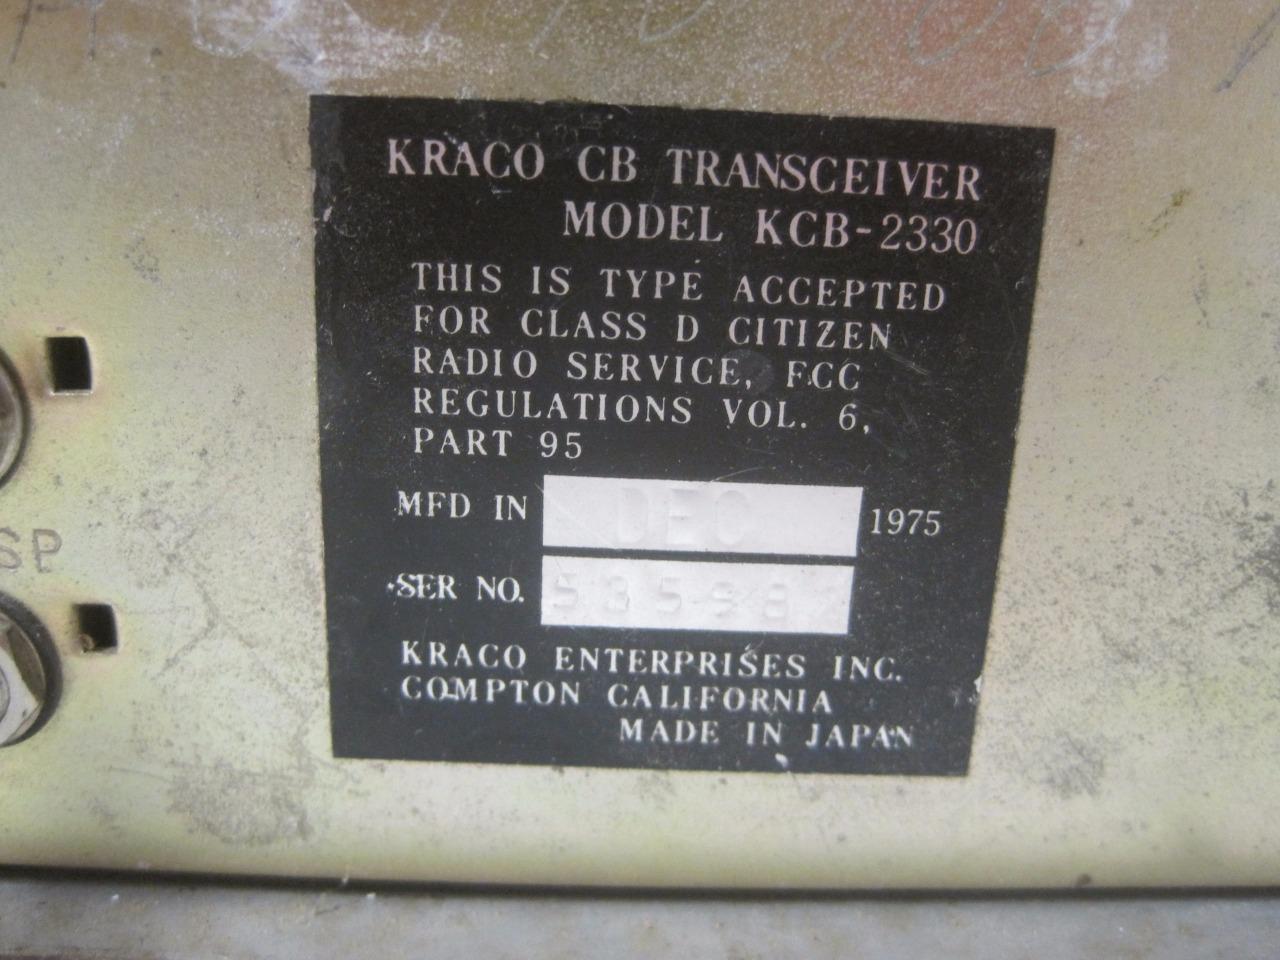 KRACO CB TRANSCEIVER
MODEL KCB-2330
THIS IS TYPE ACCEPTED
FOR CLASS D CITIZEN
RADIO SERVICE, FCC
REGULATIONS VOL. 6,
PART 95
MFD IN DEC 1975
SER NO.
KRACO ENTERPRISES INC.
COMPTON CALIFORNIA
MADE IN JAPAN
SP